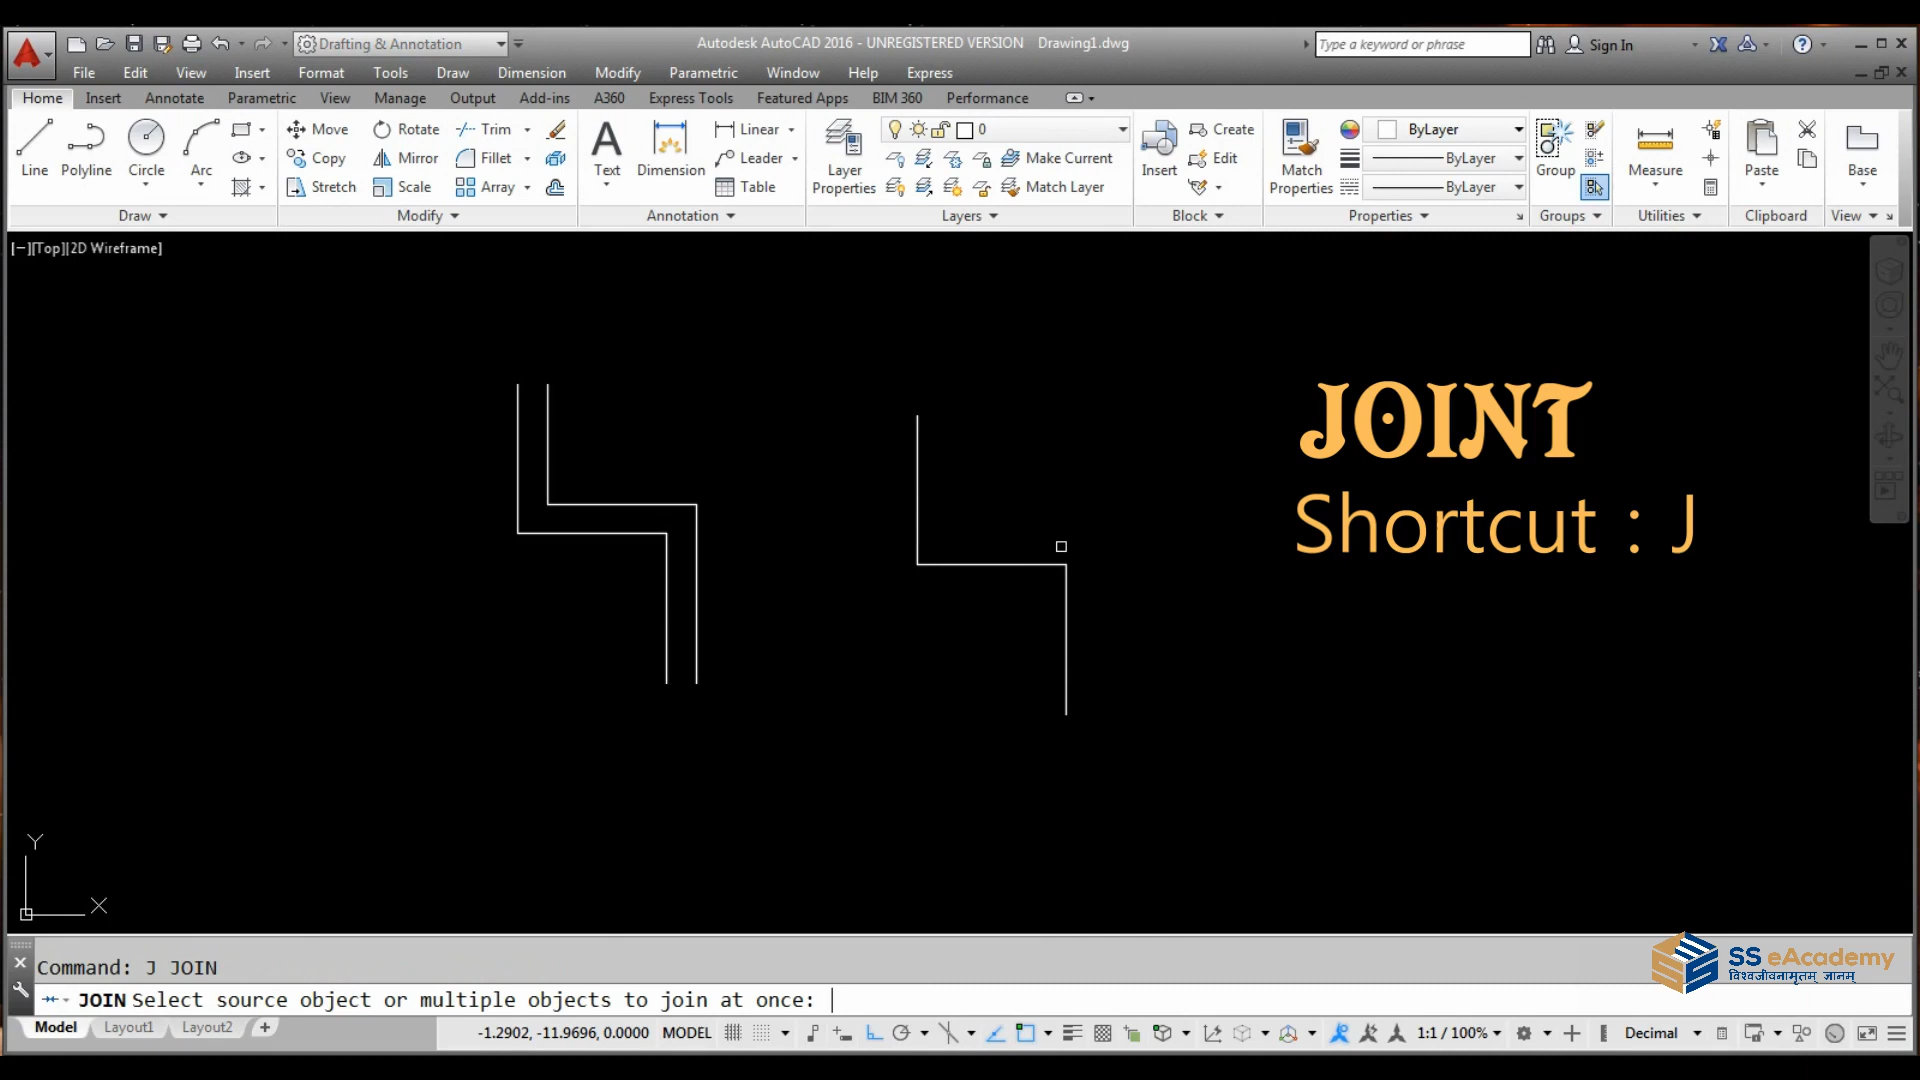 Drafting & Annotation
Autodesk AutoCAD 2016 - UNREGISTERED VERSION Drawing1.dwg
Type a keyword or phrase
Sign In
File Edit View Insert Format Tools Draw Dimension Modify Parametric Window Help Express
Home Insert Annotate Parametric View Manage Output Add-ins A360 Express Tools Featured Apps BIM 360 Performance
Line Polyline Circle Arc
Move Rotate Trim
Copy Mirror Fillet
Stretch Scale Array
Text Dimension
Linear
Leader
Table
Layer Properties
0
Make Current
Match Layer
Insert
Create
Edit
Match Properties
ByLayer
ByLayer
ByLayer
Group
Measure
Paste
Base
Draw Modify Annotation Layers Block Properties Groups Utilities Clipboard View
[−][Top][2D Wireframe]
JOINT
Shortcut : J
Y
X
Command: J JOIN
JOIN Select source object or multiple objects to join at once:
SS eAcademy
विश्वजीवनामृतम् ज्ञानम्
Model Layout1 Layout2 +
-1.2902, -11.9696, 0.0000 MODEL
1:1 / 100%
Decimal